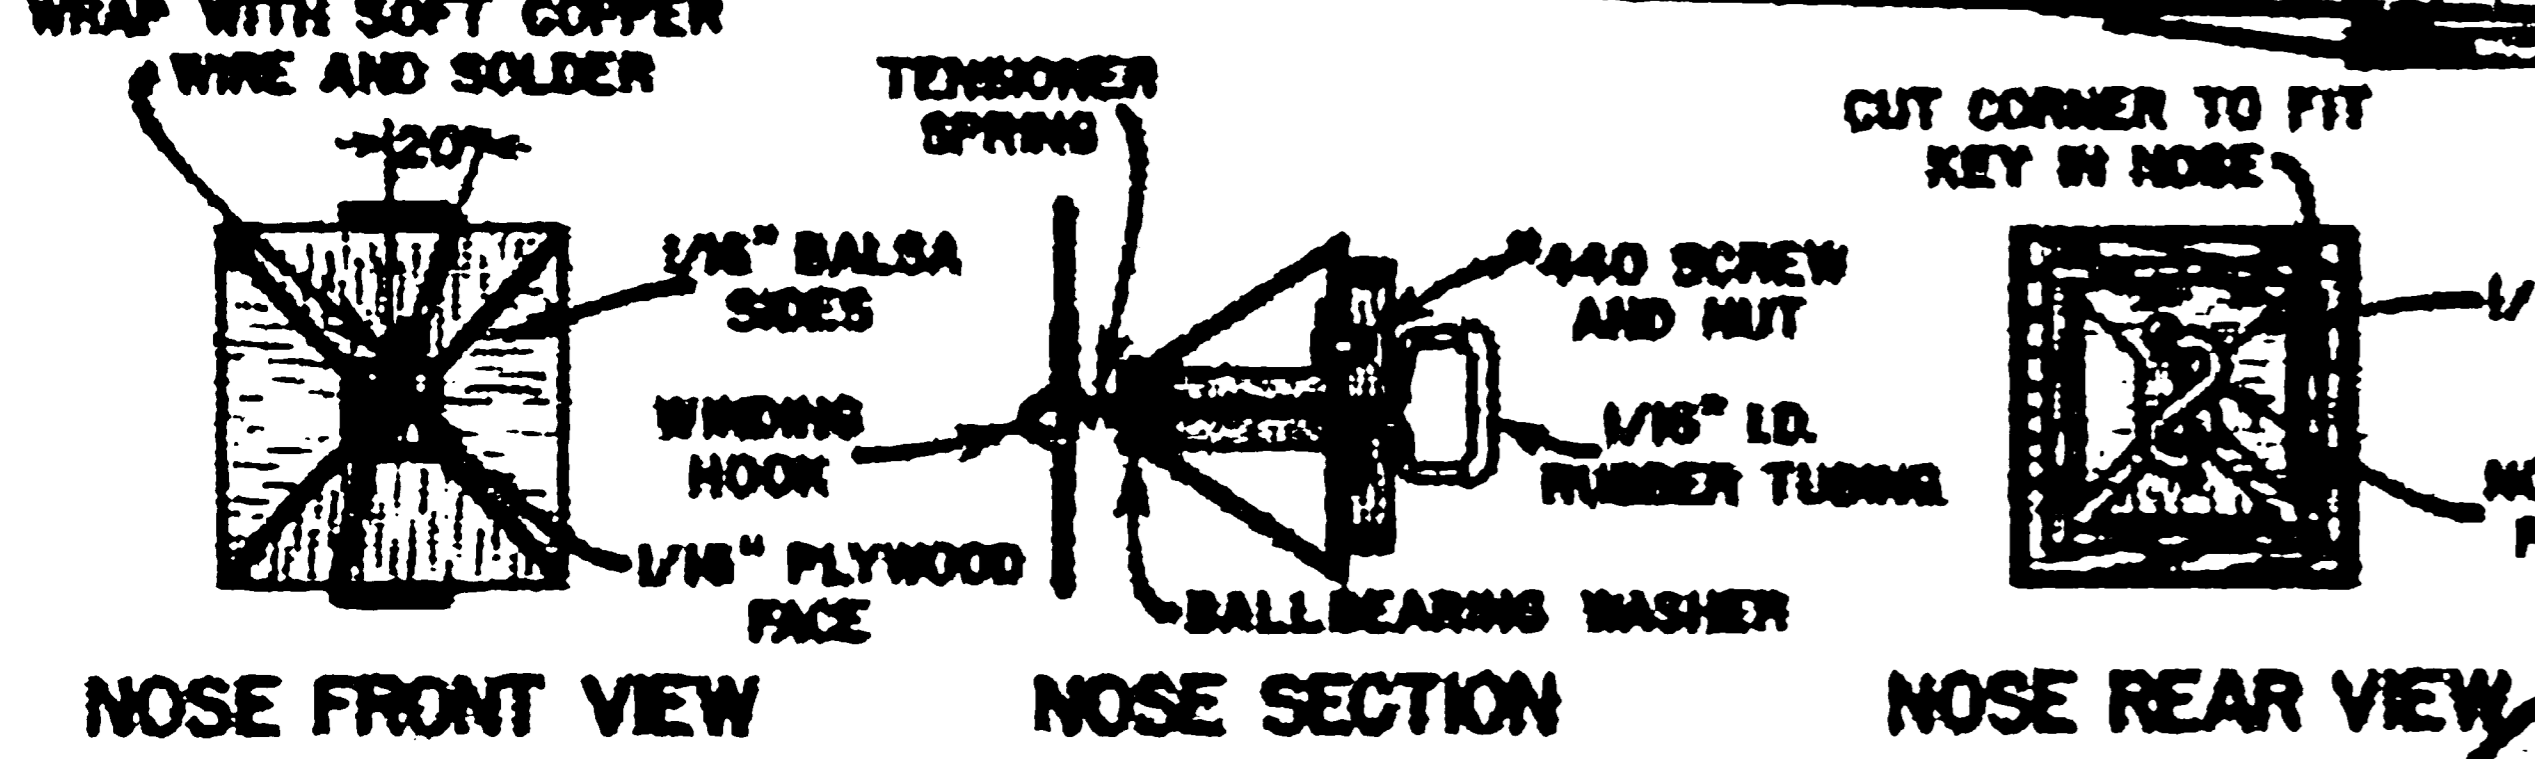 WRAP WITH SOFT COPPER
WIRE AND SOLDER
20°
1/16" BALSA
SIDES
1/16" PLYWOOD
FACE
NOSE FRONT VIEW
TENSIONER
SPRING
WINDING
HOOK
440 SCREW
AND NUT
1/16" I.D.
RUBBER TUBING
BALL BEARING WASHER
NOSE SECTION
CUT CORNER TO FIT
KEY IN NOSE
NOSE REAR VIEW